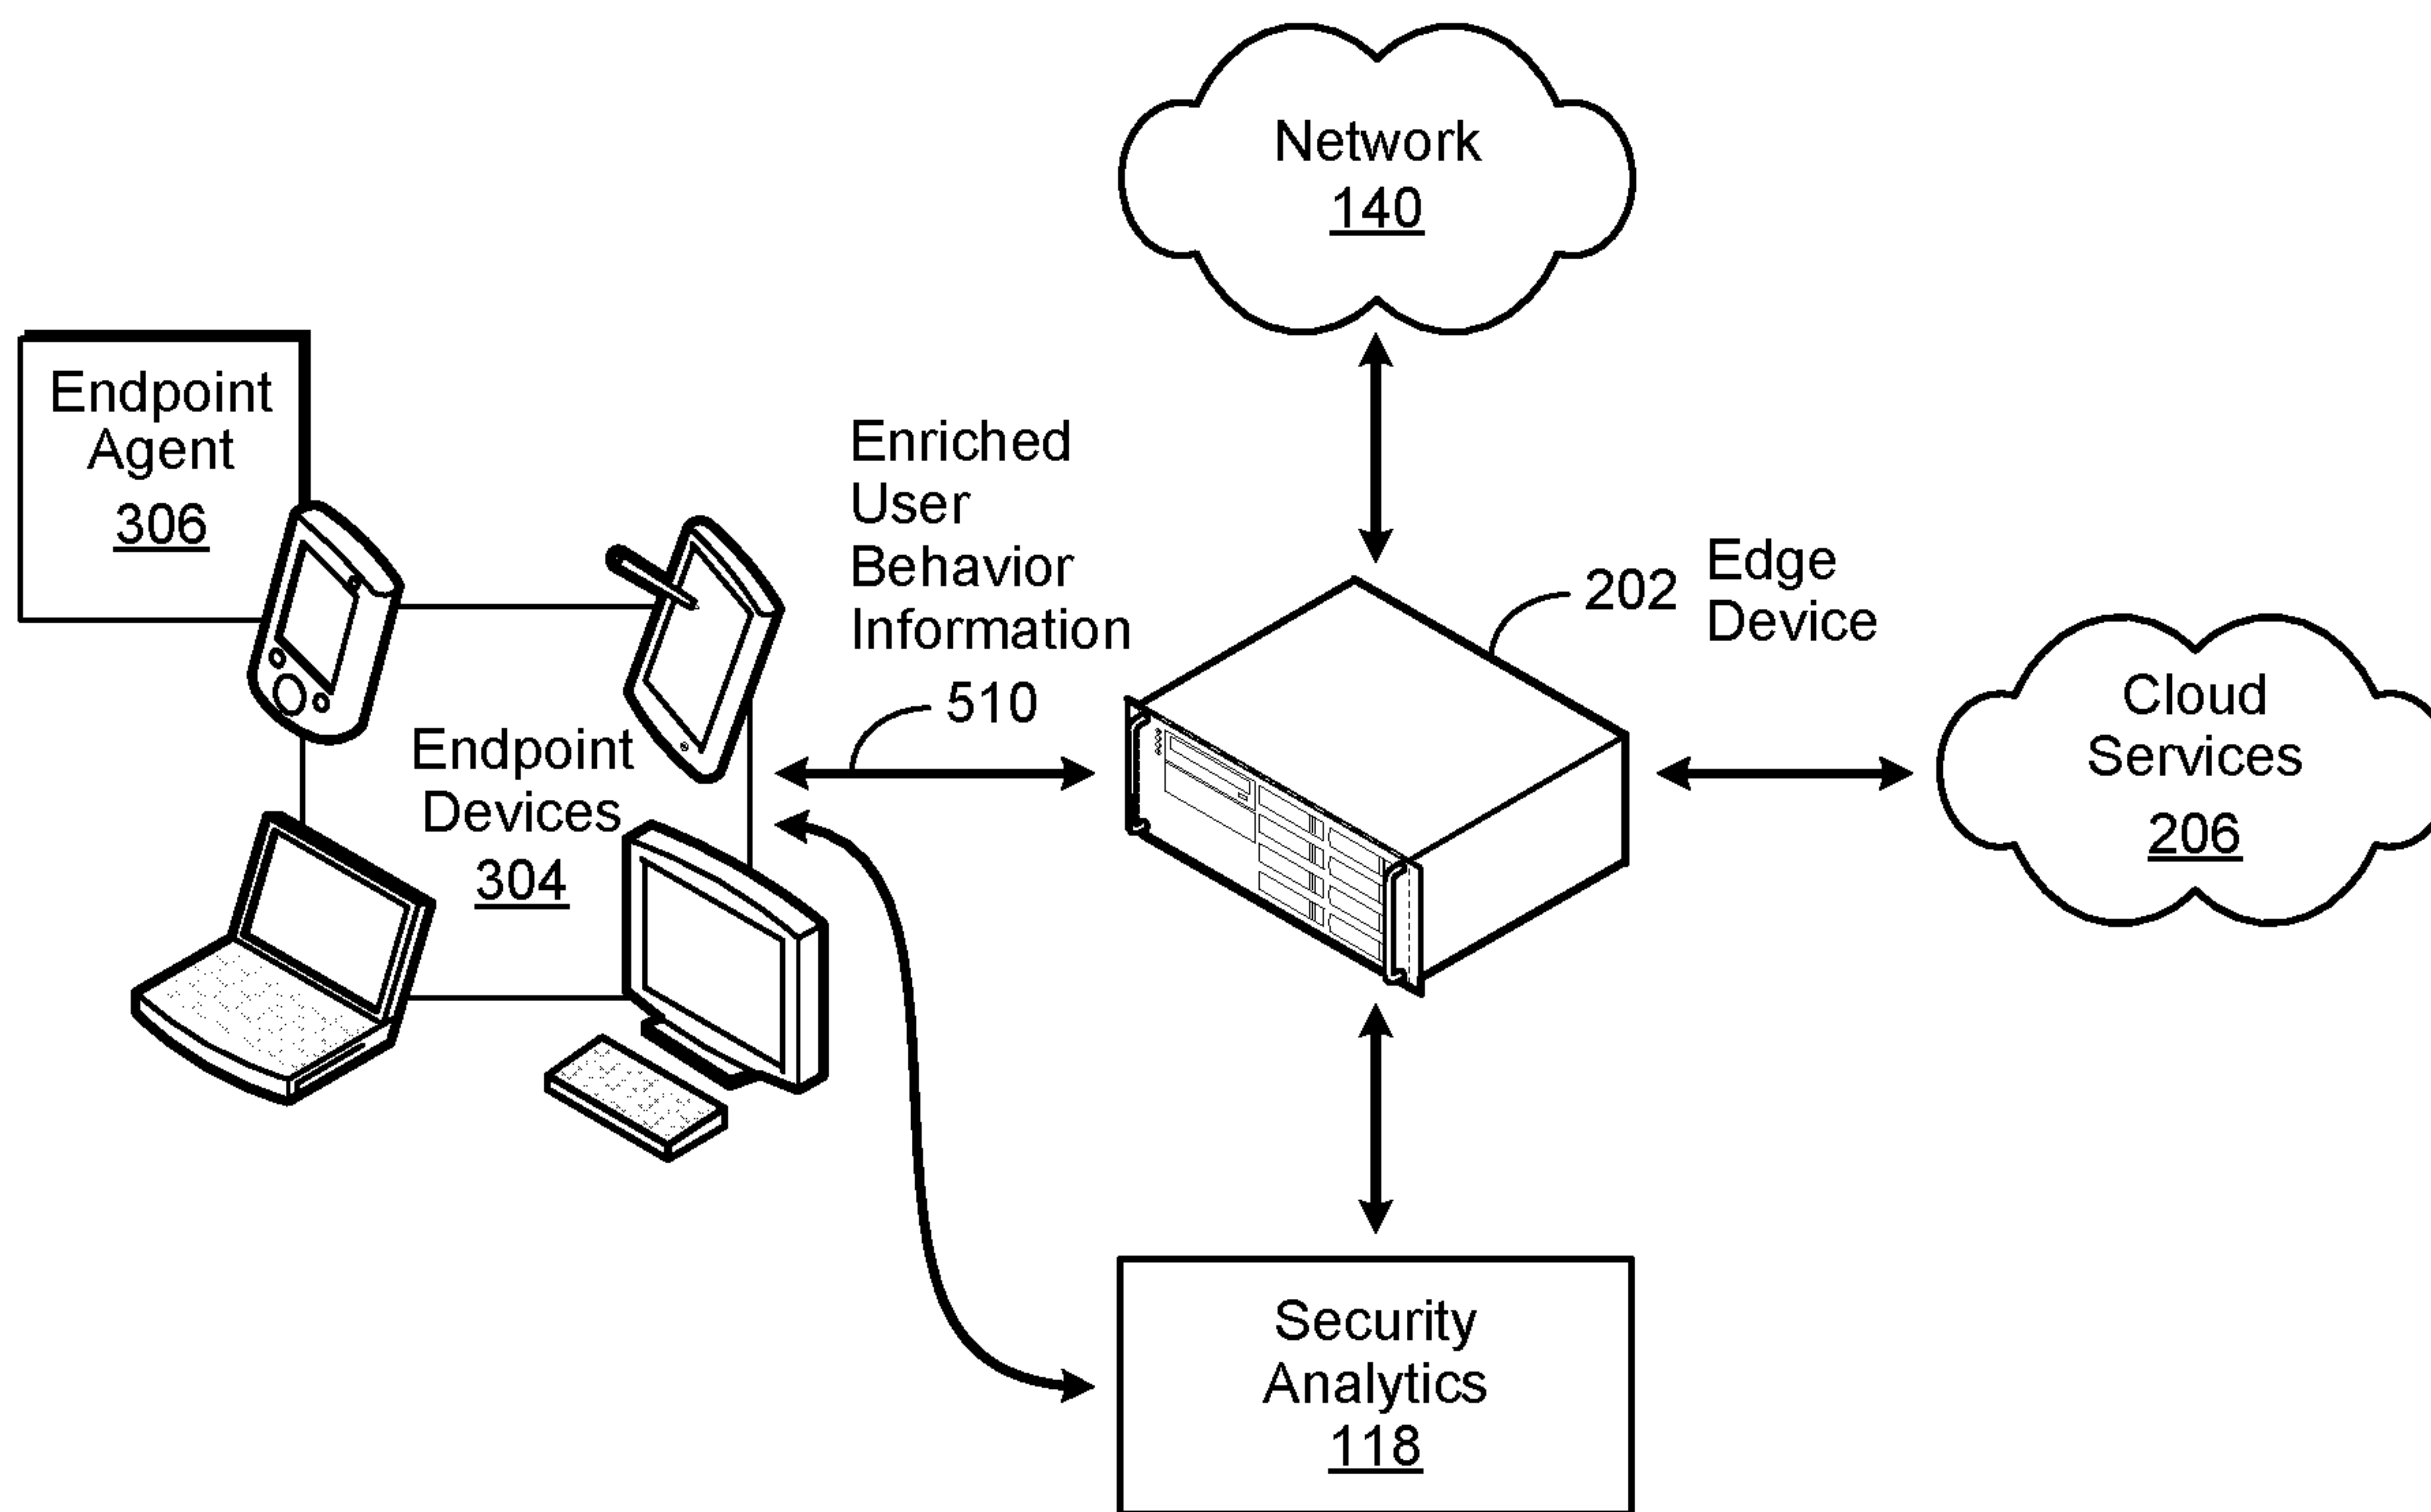 Network
140
Endpoint
Agent
306
Enriched
User
Behavior
Information
510
202
Edge
Device
Endpoint
Devices
304
Cloud
Services
206
Security
Analytics
118